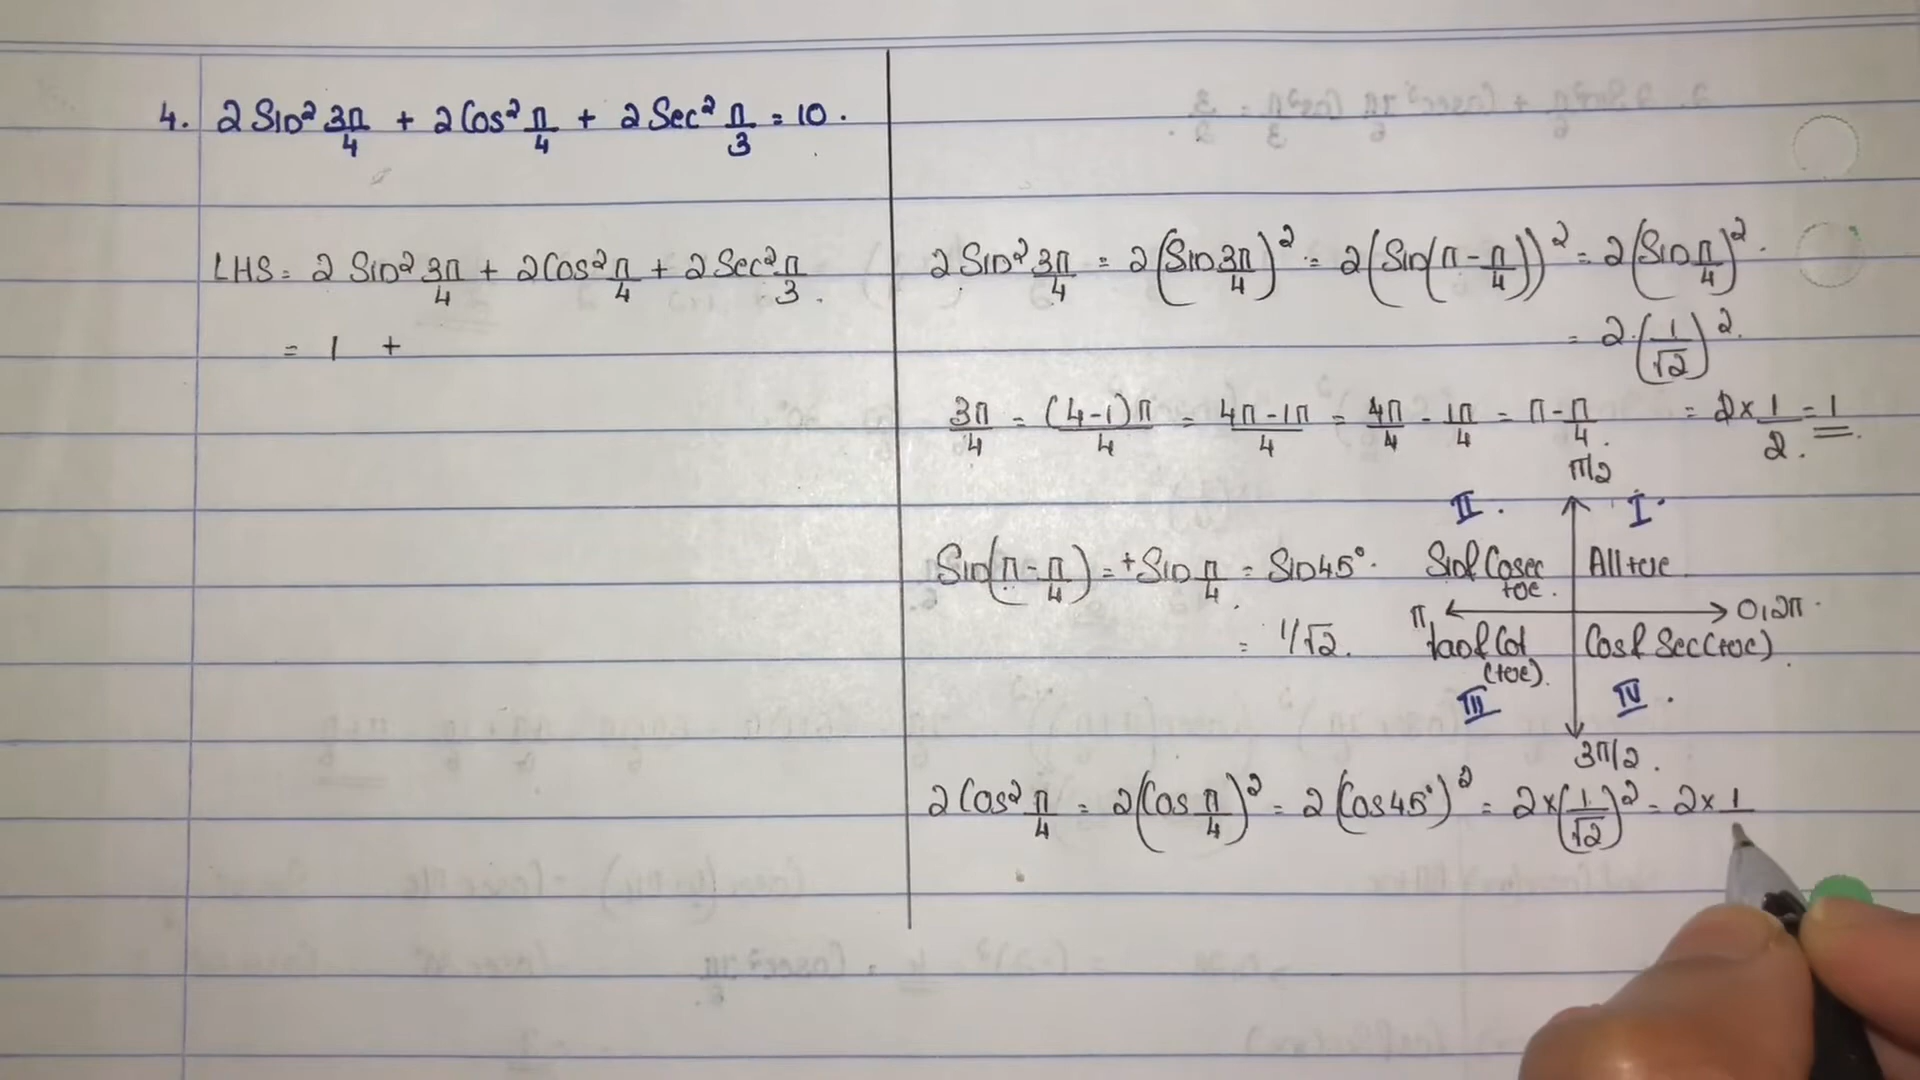 4. 2 Sin² 3π/4 + 2 Cos² π/4 + 2 Sec² π/3 = 10.
LHS = 2 Sin² 3π/4 + 2 Cos² π/4 + 2 Sec² π/3.
= 1 +
2 Sin² 3π/4 = 2(Sin 3π/4)² = 2(Sin(π - π/4))² = 2(Sin π/4)².
= 2.(1/√2)².
3π/4 = (4-1)π/4 = 4π-1π/4 = 4π/4 - 1π/4 = π - π/4.
= 2 × 1/2. = 1.
π/2
II. I.
Sin(π - π/4) = +Sin π/4. = Sin 45°.
= 1/√2.
Sin & Cosec +ve.
All +ve
π 0, 2π.
tan & Cot (+ve).
Cos & Sec (+ve).
III IV.
3π/2.
2 Cos² π/4 = 2(Cos π/4)² = 2(Cos 45°)² = 2×(1/√2)² = 2× 1/